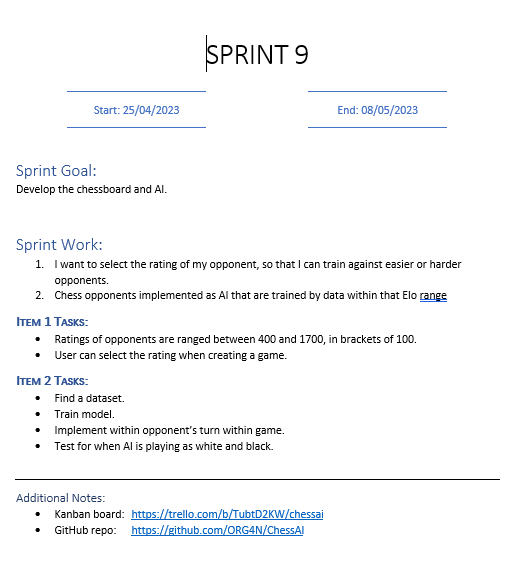 SPRINT 9
Start: 25/04/2023
End: 08/05/2023
Sprint Goal:
Develop the chessboard and AI.
Sprint Work:
1. I want to select the rating of my opponent, so that I can train against easier or harder
opponents.
2. Chess opponents implemented as AI that are trained by data within that Elo range
ITEM 1 TASKS:
• Ratings of opponents are ranged between 400 and 1700, in brackets of 100.
• User can select the rating when creating a game.
ITEM 2 TASKS:
• Find a dataset.
• Train model.
• Implement within opponent's turn within game.
• Test for when AI is playing as white and black.
Additional Notes:
• Kanban board: https://trello.com/b/TubtD2KW/chessai
• GitHub repo: https://github.com/ORG4N/ChessAI